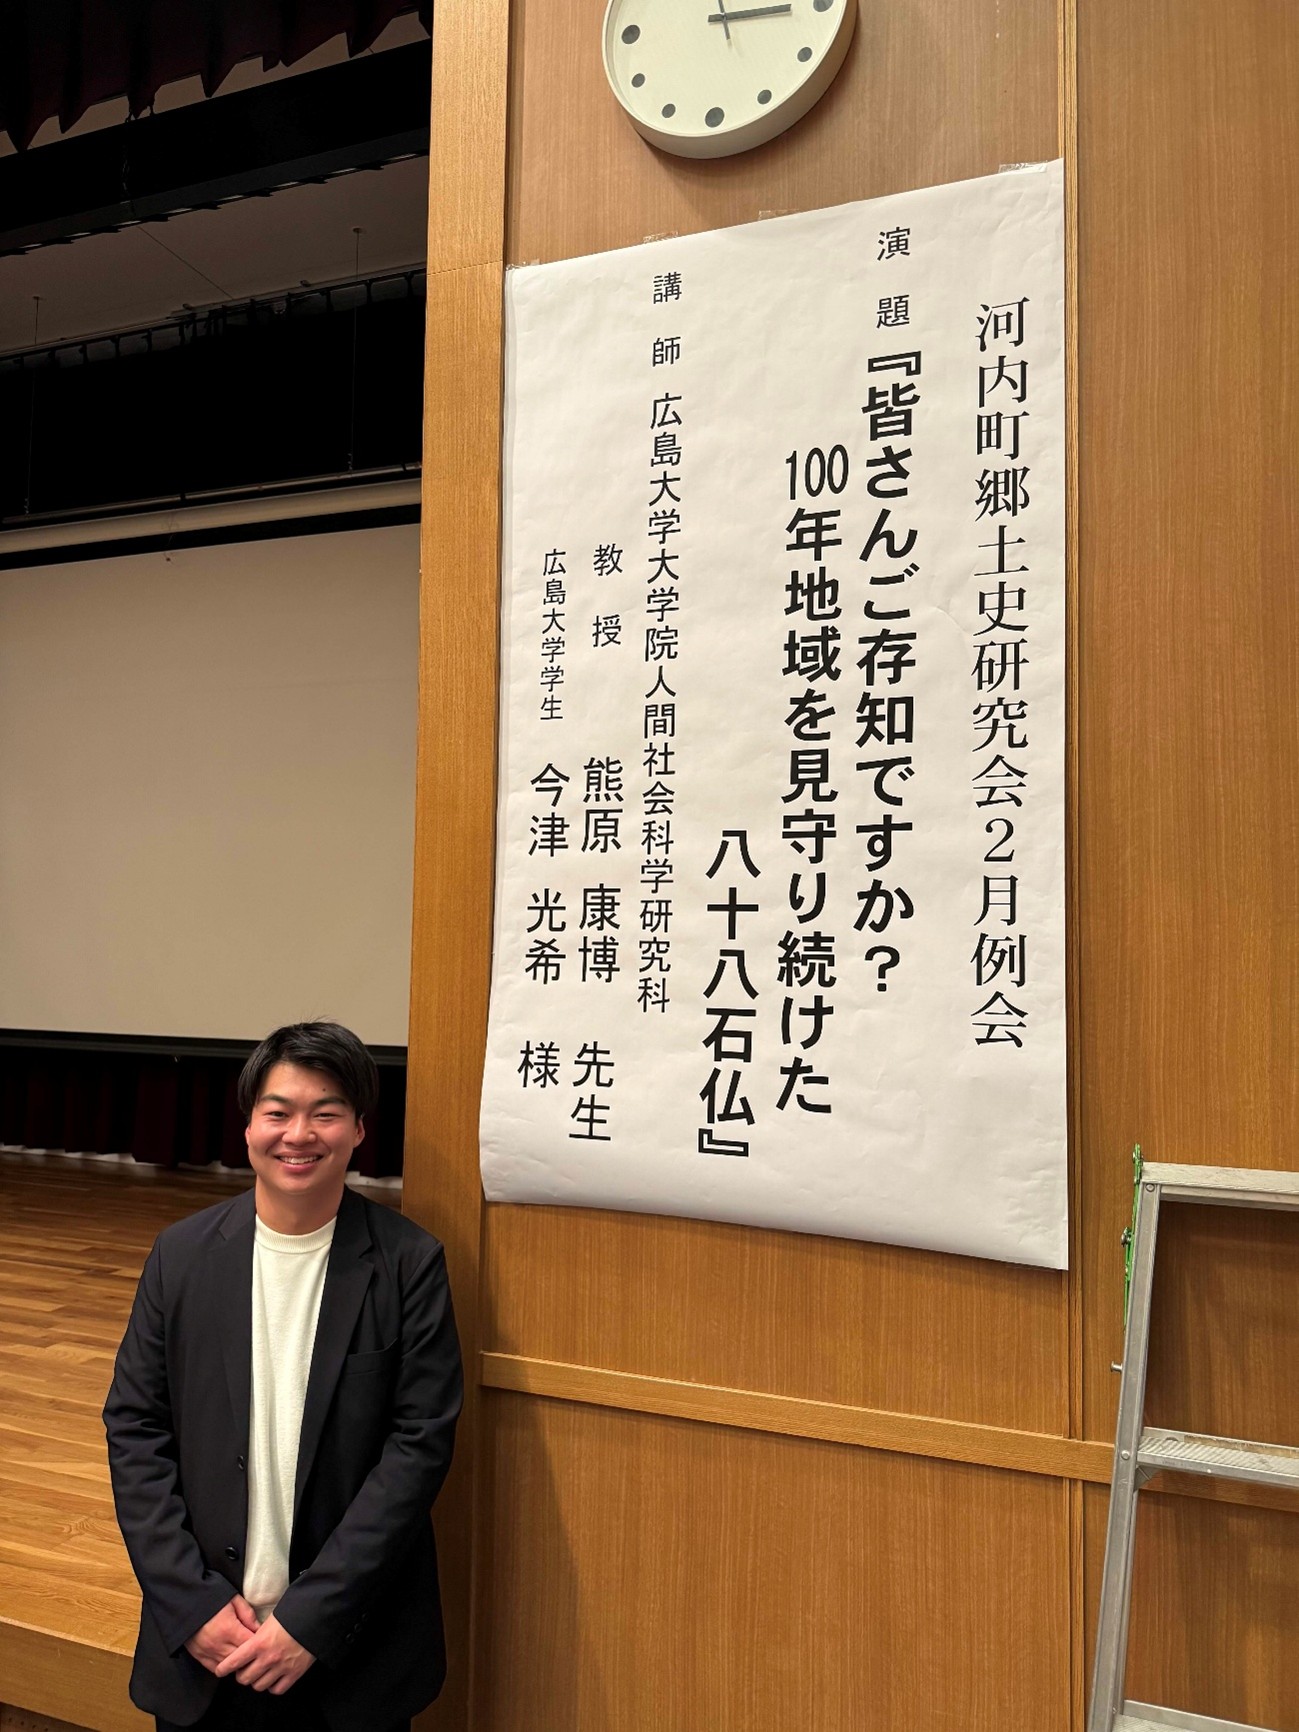 河内町郷土史研究会2月例会
演題『皆さんご存知ですか?
100年地域を見守り続けた
八十八石仏』
講師 広島大学大学院人間社会科学研究科
教授 熊原 康博 先生
広島大学学生 今津 光希 様